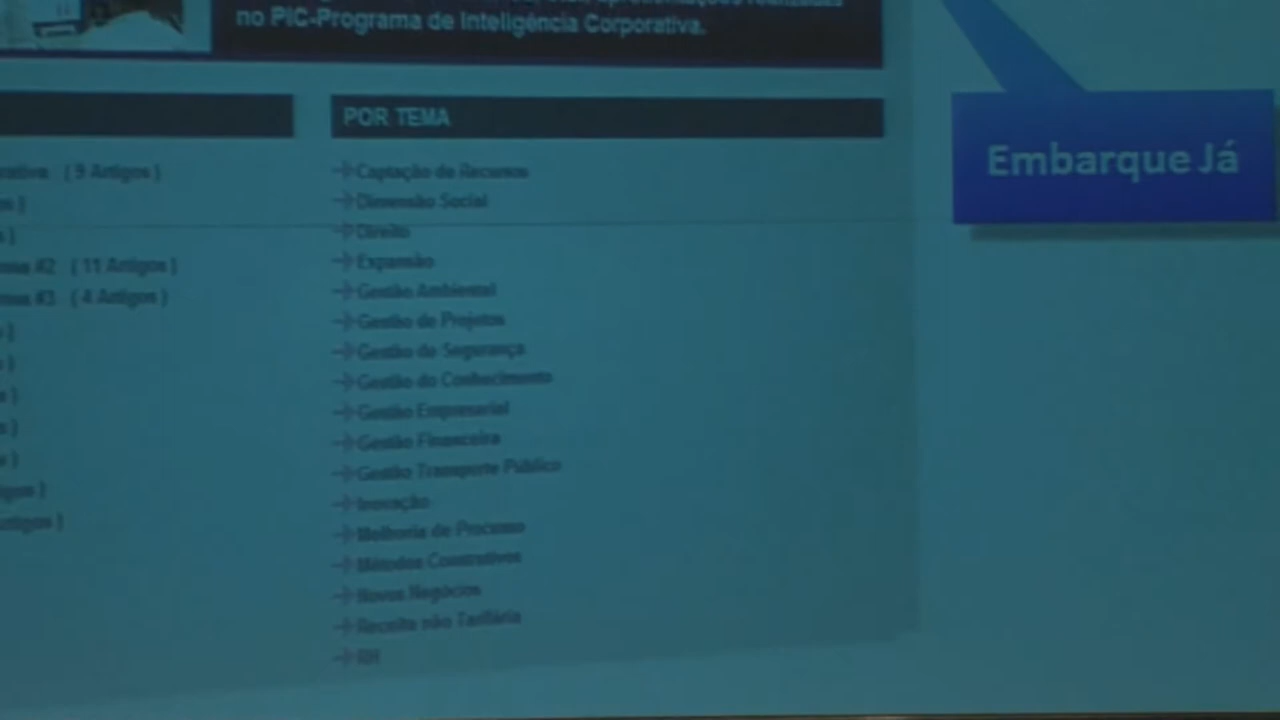 no PIC-Programa de Inteligência Corporativa.
POR TEMA
Embarque Já
( 9 Artigos )
#2 ( 11 Artigos )
#3 ( 4 Artigos )
Captação de Recursos
Dimensão Social
Direito
Expansão
Gestão Ambiental
Gestão de Projetos
Gestão de Segurança
Gestão do Conhecimento
Gestão Empresarial
Gestão Financeira
Gestão Transporte Público
Inovação
Melhoria de Processo
Métodos Construtivos
Novos Negócios
Receita não Tarifária
RH